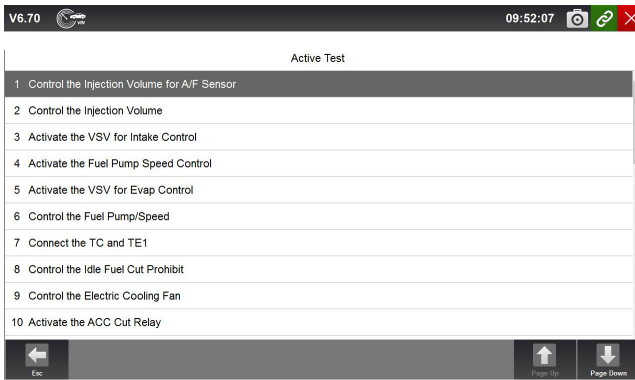 V6.70 VIN 09:52:07
Active Test
1 Control the Injection Volume for A/F Sensor
2 Control the Injection Volume
3 Activate the VSV for Intake Control
4 Activate the Fuel Pump Speed Control
5 Activate the VSV for Evap Control
6 Control the Fuel Pump/Speed
7 Connect the TC and TE1
8 Control the Idle Fuel Cut Prohibit
9 Control the Electric Cooling Fan
10 Activate the ACC Cut Relay
Esc Page Up Page Down